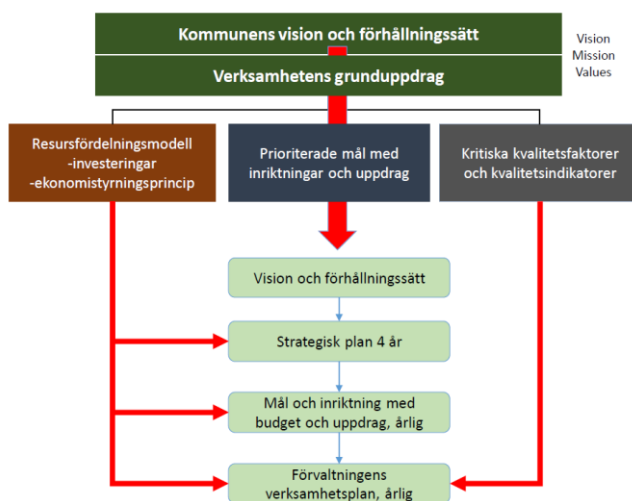 Kommunens vision och förhållningssätt
Vision
Mission
Values
Verksamhetens grunduppdrag
Resursfördelningsmodell
-investeringar
-ekonomistyrningsprincip
Prioriterade mål med
inriktningar och uppdrag
Kritiska kvalitetsfaktorer
och kvalitetsindikatorer
Vision och förhållningssätt
Strategisk plan 4 år
Mål och inriktning med
budget och uppdrag, årlig
Förvaltningens
verksamhetsplan, årlig